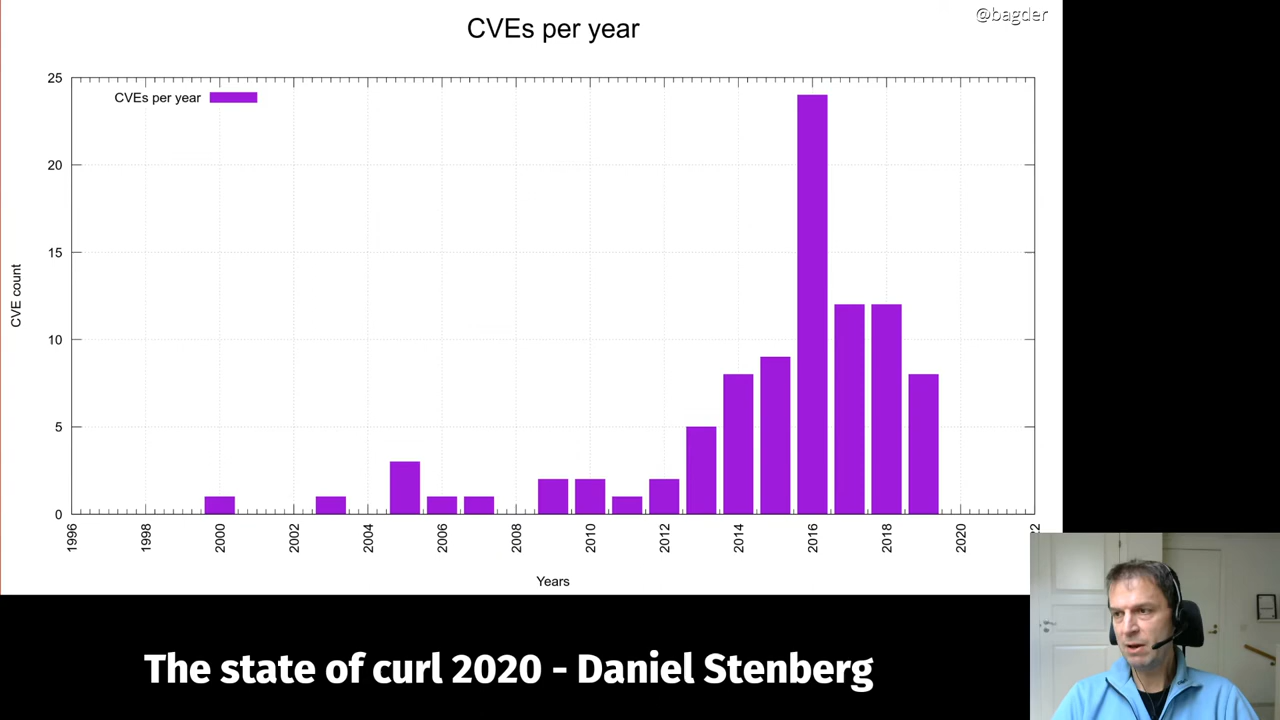 @bagder
CVEs per year
CVEs per year
25
20
15
10
5
0
CVE count
1996 1998 2000 2002 2004 2006 2008 2010 2012 2014 2016 2018 2020 22
Years
The state of curl 2020 - Daniel Stenberg